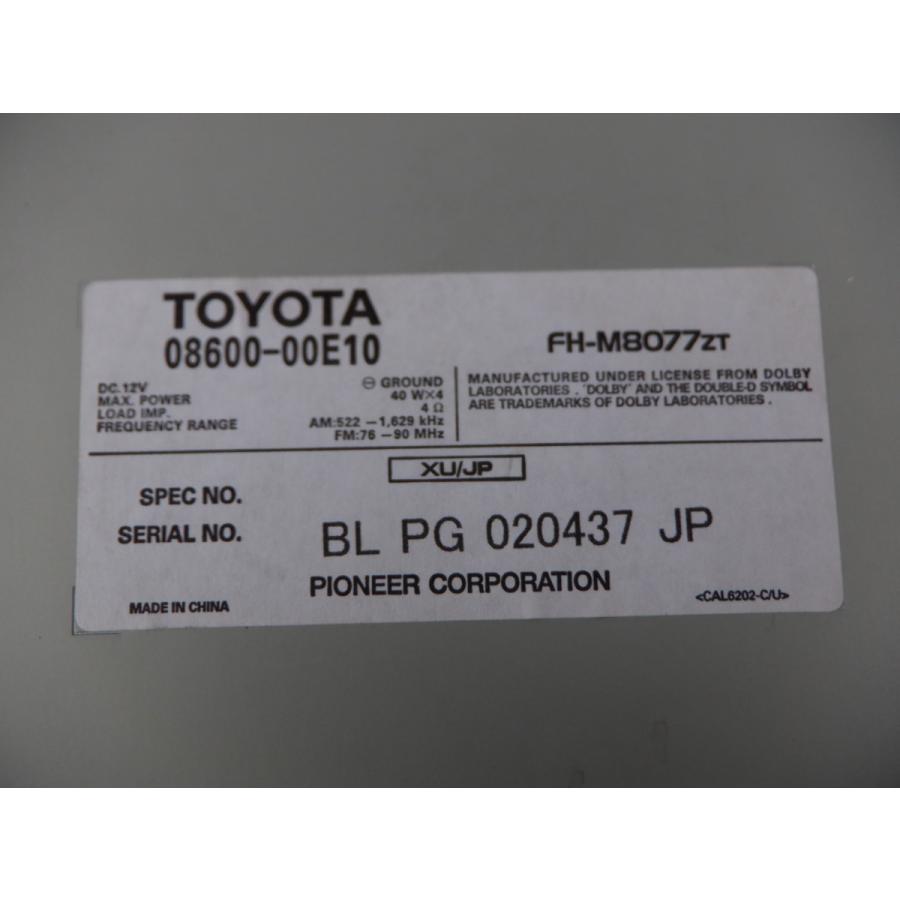 TOYOTA
08600-00E10
FH-M8077ZT
DC.12V ⊖ GROUND
MAX. POWER 40 W×4
LOAD IMP. 4 Ω
FREQUENCY RANGE AM:522 –1,629 kHz
FM:76 –90 MHz
MANUFACTURED UNDER LICENSE FROM DOLBY
LABORATORIES . "DOLBY" AND THE DOUBLE-D SYMBOL
ARE TRADEMARKS OF DOLBY LABORATORIES .
XU/JP
SPEC NO.
SERIAL NO. BL PG 020437 JP
PIONEER CORPORATION
MADE IN CHINA <CAL6202-C/U>